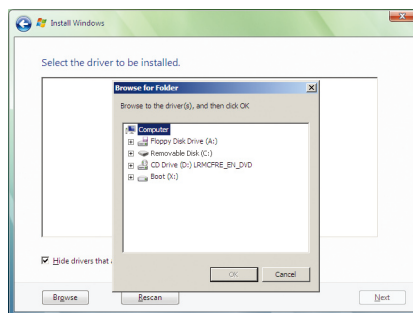 Install Windows
Select the driver to be installed.
Browse for Folder
Browse to the driver(s), and then click OK
Computer
Floppy Disk Drive (A:)
Removable Disk (C:)
CD Drive (D:) LRMCFRE_EN_DVD
Boot (X:)
Hide drivers that
OK
Cancel
Browse
Rescan
Next